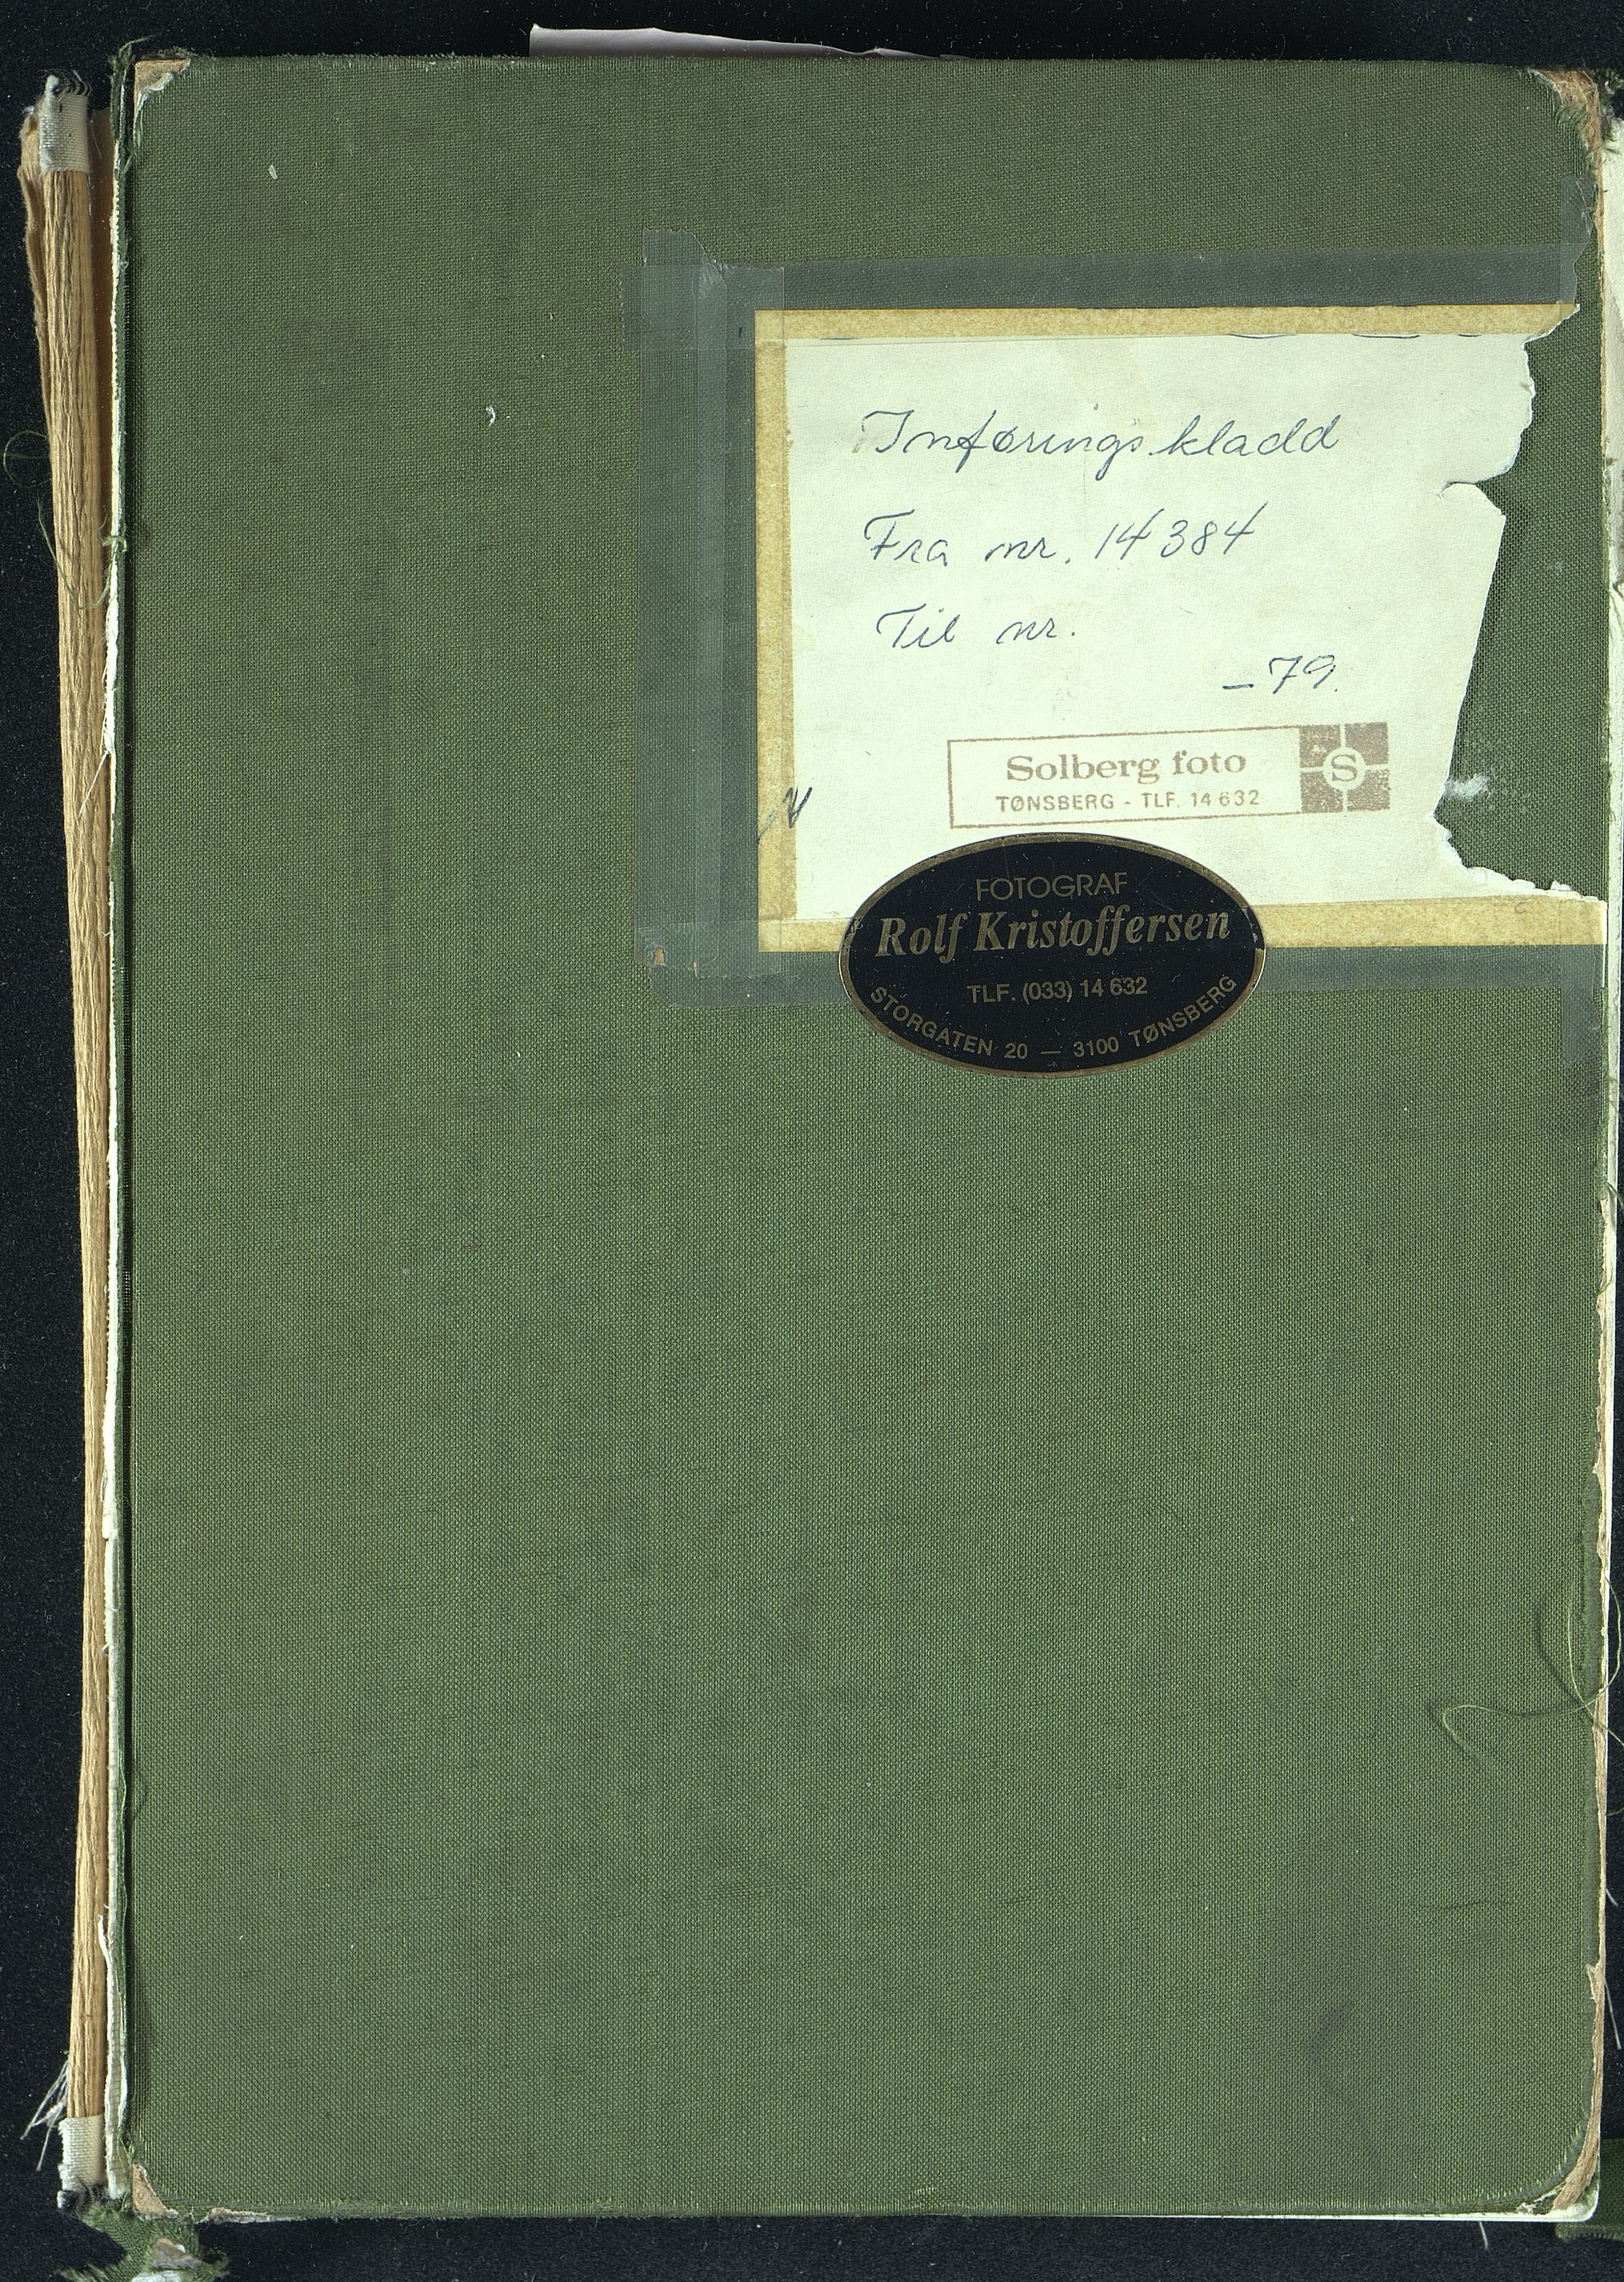 Inførings kladd
Fra nr. 14384
Til nr.
-79.
Solberg foto
S
TØNSBERG - TLF. 14 632
FOTOGRAF
Rolf Kristoffersen
TLF. (033) 14 632
STORGATEN 20 — 3100 TØNSBERG